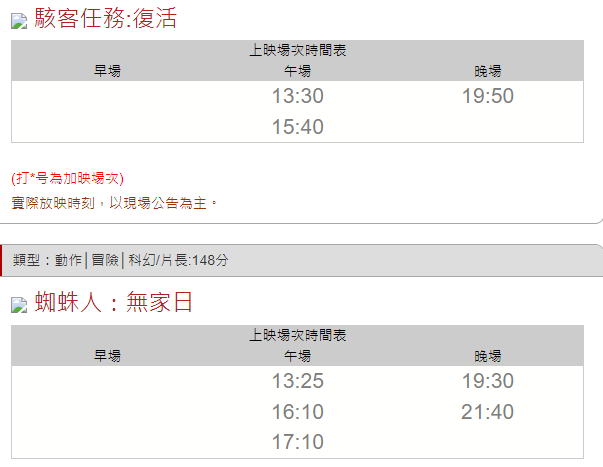 駭客任務:復活
上映場次時間表
早場 午場 晚場
13:30 19:50
15:40
(打*号為加映場次)
實際放映時刻，以現場公告為主。
類型：動作│冒險│科幻/片長:148分
蜘蛛人：無家日
上映場次時間表
早場 午場 晚場
13:25 19:30
16:10 21:40
17:10